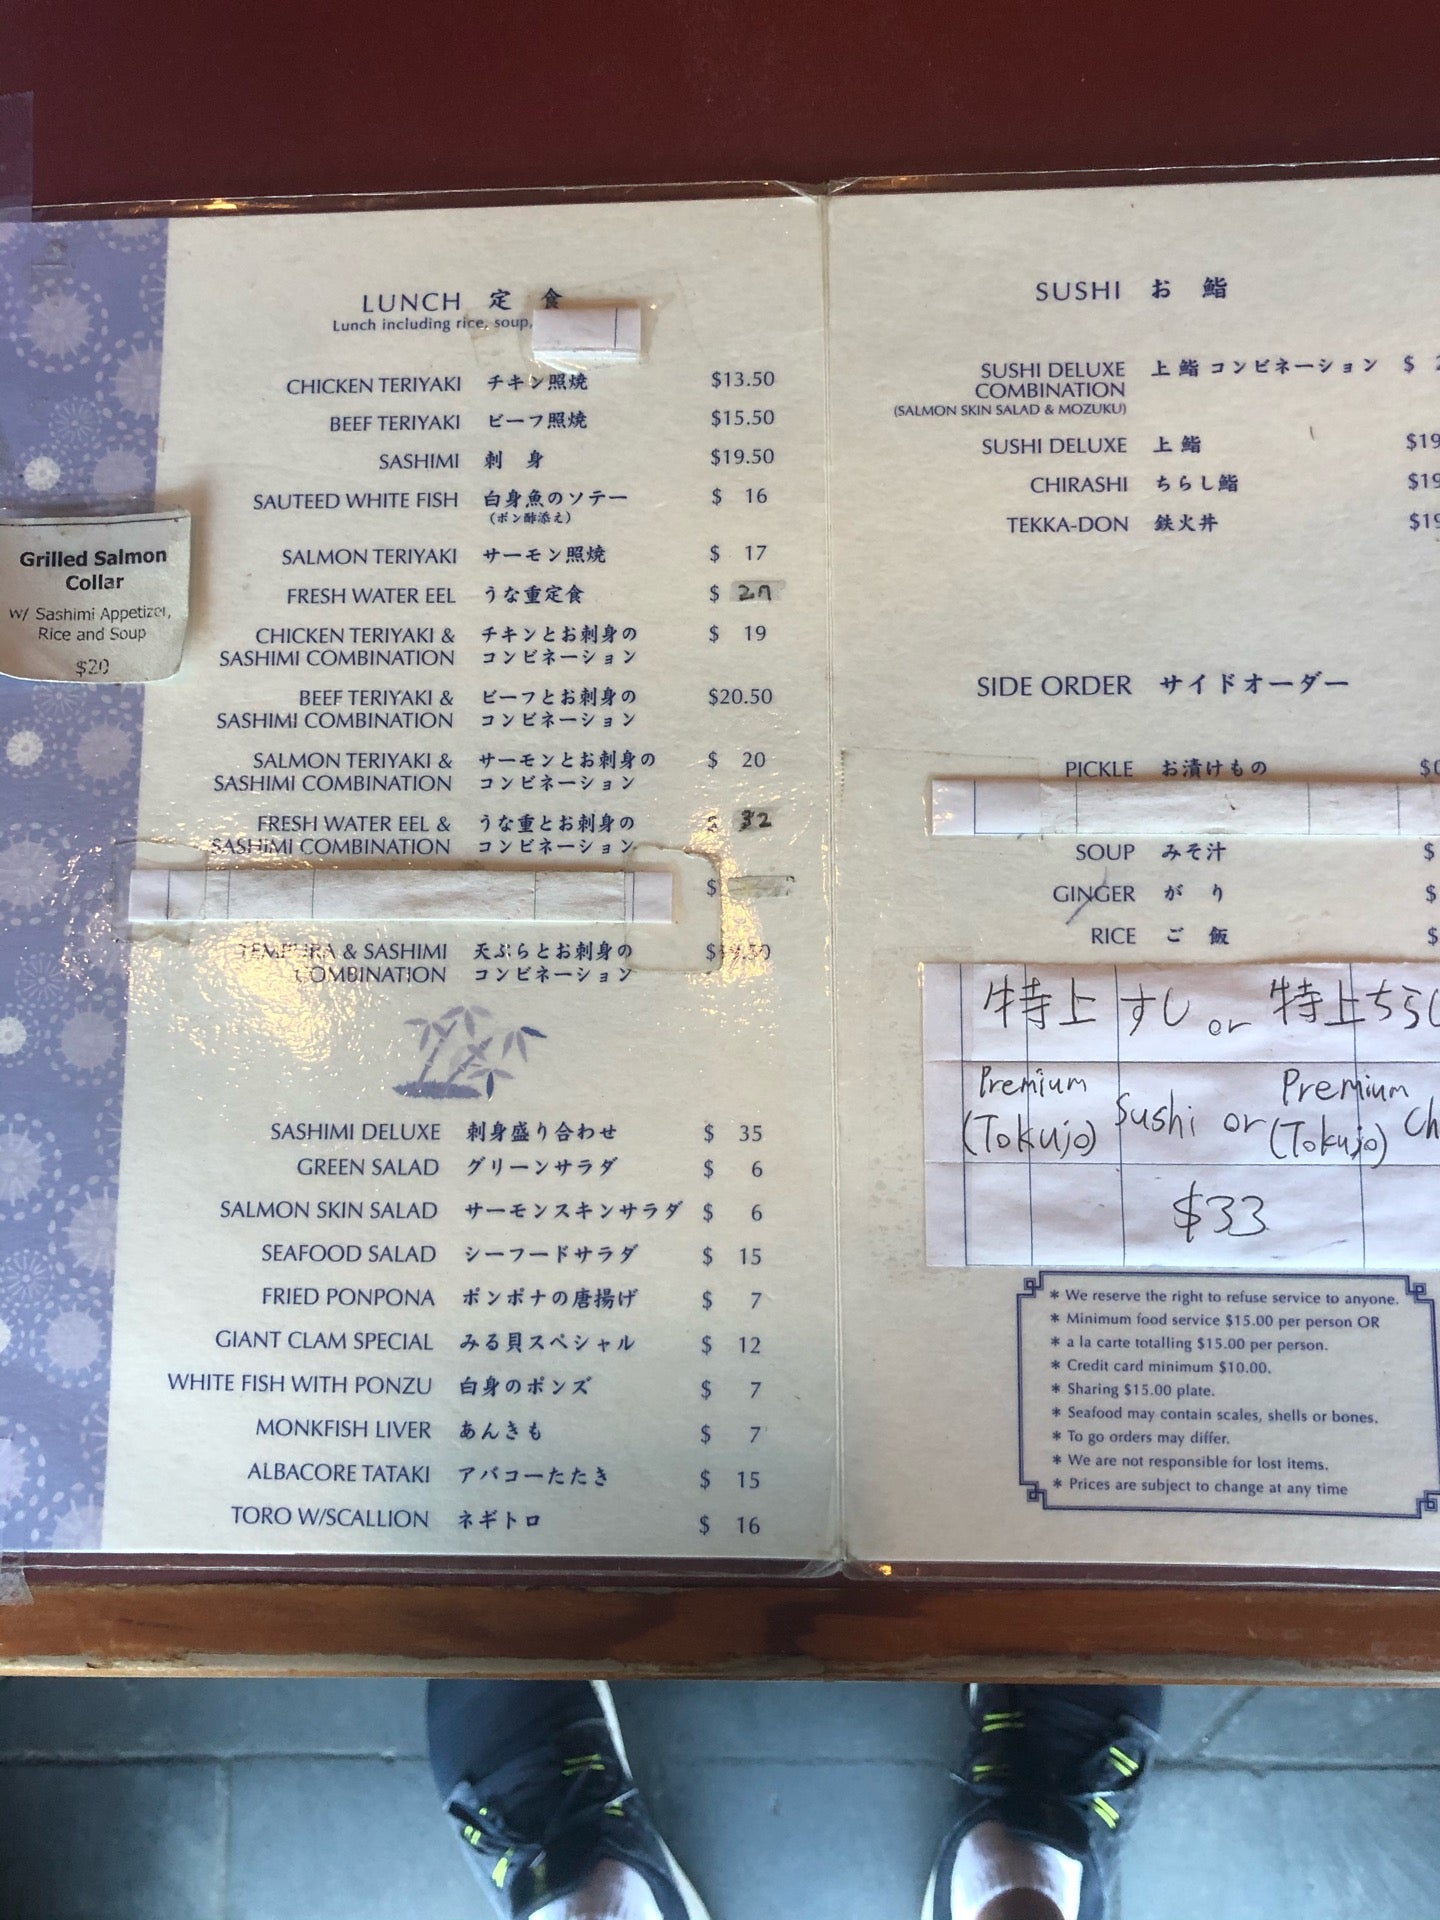 LUNCH 定 食
Lunch including rice, soup,
CHICKEN TERIYAKI チキン照焼 $13.50
BEEF TERIYAKI ビーフ照焼 $15.50
SASHIMI 刺 身 $19.50
SAUTEED WHITE FISH 白身魚のソテー $ 16
(ポン酢添え)
SALMON TERIYAKI サーモン照焼 $ 17
FRESH WATER EEL うな重定食 $
CHICKEN TERIYAKI & チキンとお刺身の $ 19
SASHIMI COMBINATION コンビネーション
BEEF TERIYAKI & ビーフとお刺身の $20.50
SASHIMI COMBINATION コンビネーション
SALMON TERIYAKI & サーモンとお刺身の $ 20
SASHIMI COMBINATION コンビネーション
FRESH WATER EEL & うな重とお刺身の $ 32
SASHIMI COMBINATION コンビネーション
$
TEMPURA & SASHIMI 天ぷらとお刺身の $19.50
COMBINATION コンビネーション
SASHIMI DELUXE 刺身盛り合わせ $ 35
GREEN SALAD グリーンサラダ $ 6
SALMON SKIN SALAD サーモンスキンサラダ $ 6
SEAFOOD SALAD シーフードサラダ $ 15
FRIED PONPONA ポンポナの唐揚げ $ 7
GIANT CLAM SPECIAL みる貝スペシャル $ 12
WHITE FISH WITH PONZU 白身のポンズ $ 7
MONKFISH LIVER あんきも $ 7
ALBACORE TATAKI アバコーたたき $ 15
TORO W/SCALLION ネギトロ $ 16
Grilled Salmon
Collar
w/ Sashimi Appetizer,
Rice and Soup
$20
SUSHI お 鮨
SUSHI DELUXE 上 鮨 コンビネーション $ 2
COMBINATION
(SALMON SKIN SALAD & MOZUKU)
SUSHI DELUXE 上 鮨 $19
CHIRASHI ちらし鮨 $19
TEKKA-DON 鉄火丼 $19
SIDE ORDER サイドオーダー
PICKLE お漬けもの $
SOUP みそ汁 $
GINGER が り $
RICE ご 飯 $
特上 すし or 特上ちらし
Premium Premium
(Tokujo) Sushi or (Tokujo) Ch
$33
* We reserve the right to refuse service to anyone.
* Minimum food service $15.00 per person OR
* a la carte totalling $15.00 per person.
* Credit card minimum $10.00.
* Sharing $15.00 plate.
* Seafood may contain scales, shells or bones.
* To go orders may differ.
* We are not responsible for lost items.
* Prices are subject to change at any time